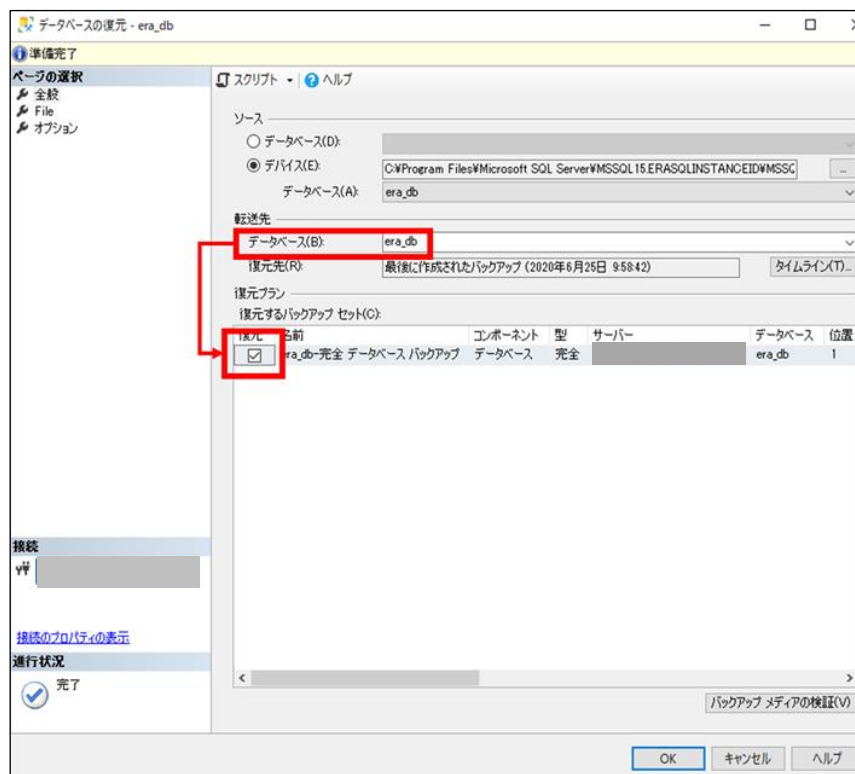 データベースの復元 - era_db
準備完了
ページの選択
全般
File
オプション
スクリプト ヘルプ
ソース
データベース(D):
デバイス(E): C:¥Program Files¥Microsoft SQL Server¥MSSQL15.ERASQLINSTANCEID¥MSSQ
...
データベース(A): era_db
転送先
データベース(B): era_db
復元先(R): 最後に作成されたバックアップ (2020年6月25日 9:58:42) タイムライン(T)...
復元プラン
復元するバックアップ セット(C):
復元 名前 コンポーネント 型 サーバー データベース 位置
era_db-完全 データベース バックアップ データベース 完全 era_db 1
接続
接続のプロパティの表示
進行状況
完了
バックアップ メディアの検証(V)
OK キャンセル ヘルプ